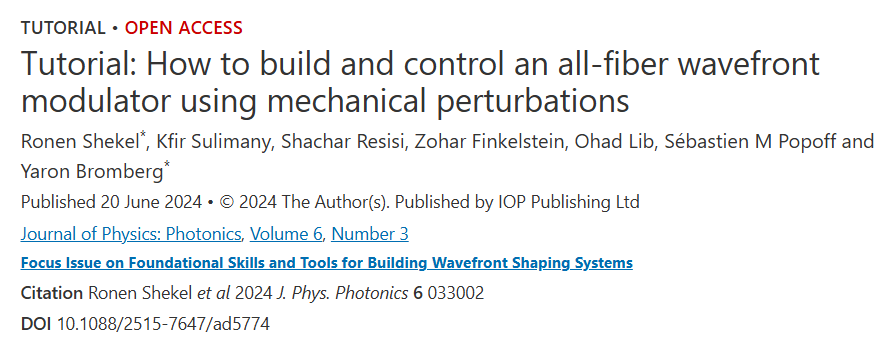 TUTORIAL • OPEN ACCESS
Tutorial: How to build and control an all-fiber wavefront
modulator using mechanical perturbations
Ronen Shekel*, Kfir Sulimany, Shachar Resisi, Zohar Finkelstein, Ohad Lib, Sébastien M Popoff and
Yaron Bromberg*
Published 20 June 2024 • © 2024 The Author(s). Published by IOP Publishing Ltd
Journal of Physics: Photonics, Volume 6, Number 3
Focus Issue on Foundational Skills and Tools for Building Wavefront Shaping Systems
Citation Ronen Shekel et al 2024 J. Phys. Photonics 6 033002
DOI 10.1088/2515-7647/ad5774